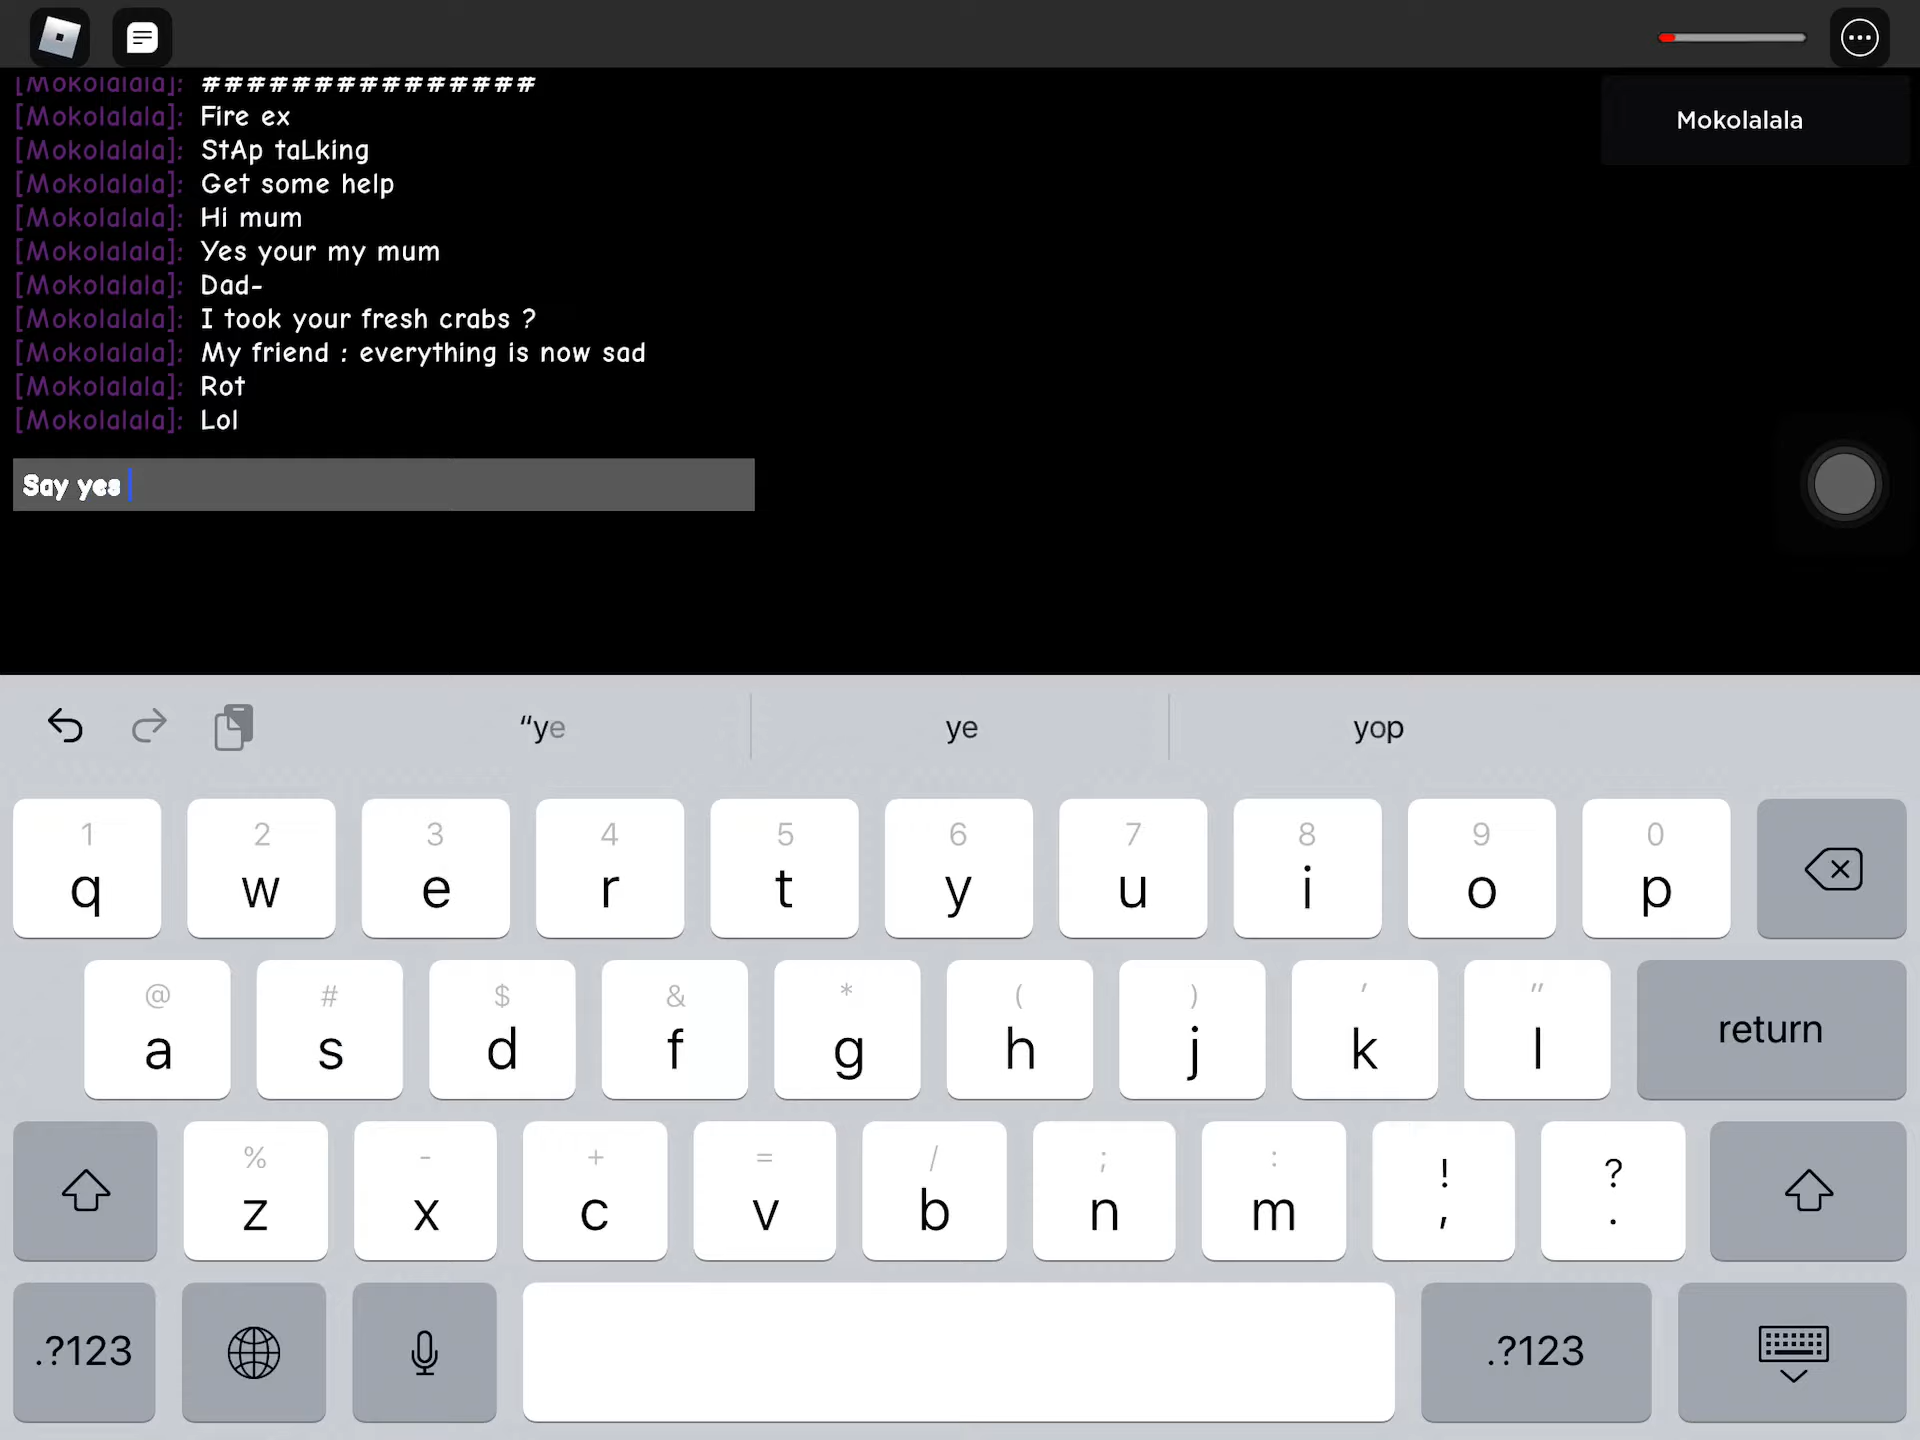 [Mokolalala]: ###############
[Mokolalala]: Fire ex
[Mokolalala]: StAp taLking
[Mokolalala]: Get some help
[Mokolalala]: Hi mum
[Mokolalala]: Yes your my mum
[Mokolalala]: Dad-
[Mokolalala]: I took your fresh crabs ?
[Mokolalala]: My friend : everything is now sad
[Mokolalala]: Rot
[Mokolalala]: Lol
Mokolalala
Say yes
“ye ye yop
1 2 3 4 5 6 7 8 9 0
q w e r t y u i o p
@ # $ & * ( ) ' "
a s d f g h j k l return
% - + = / ; : ! ?
z x c v b n m , .
.?123 .?123